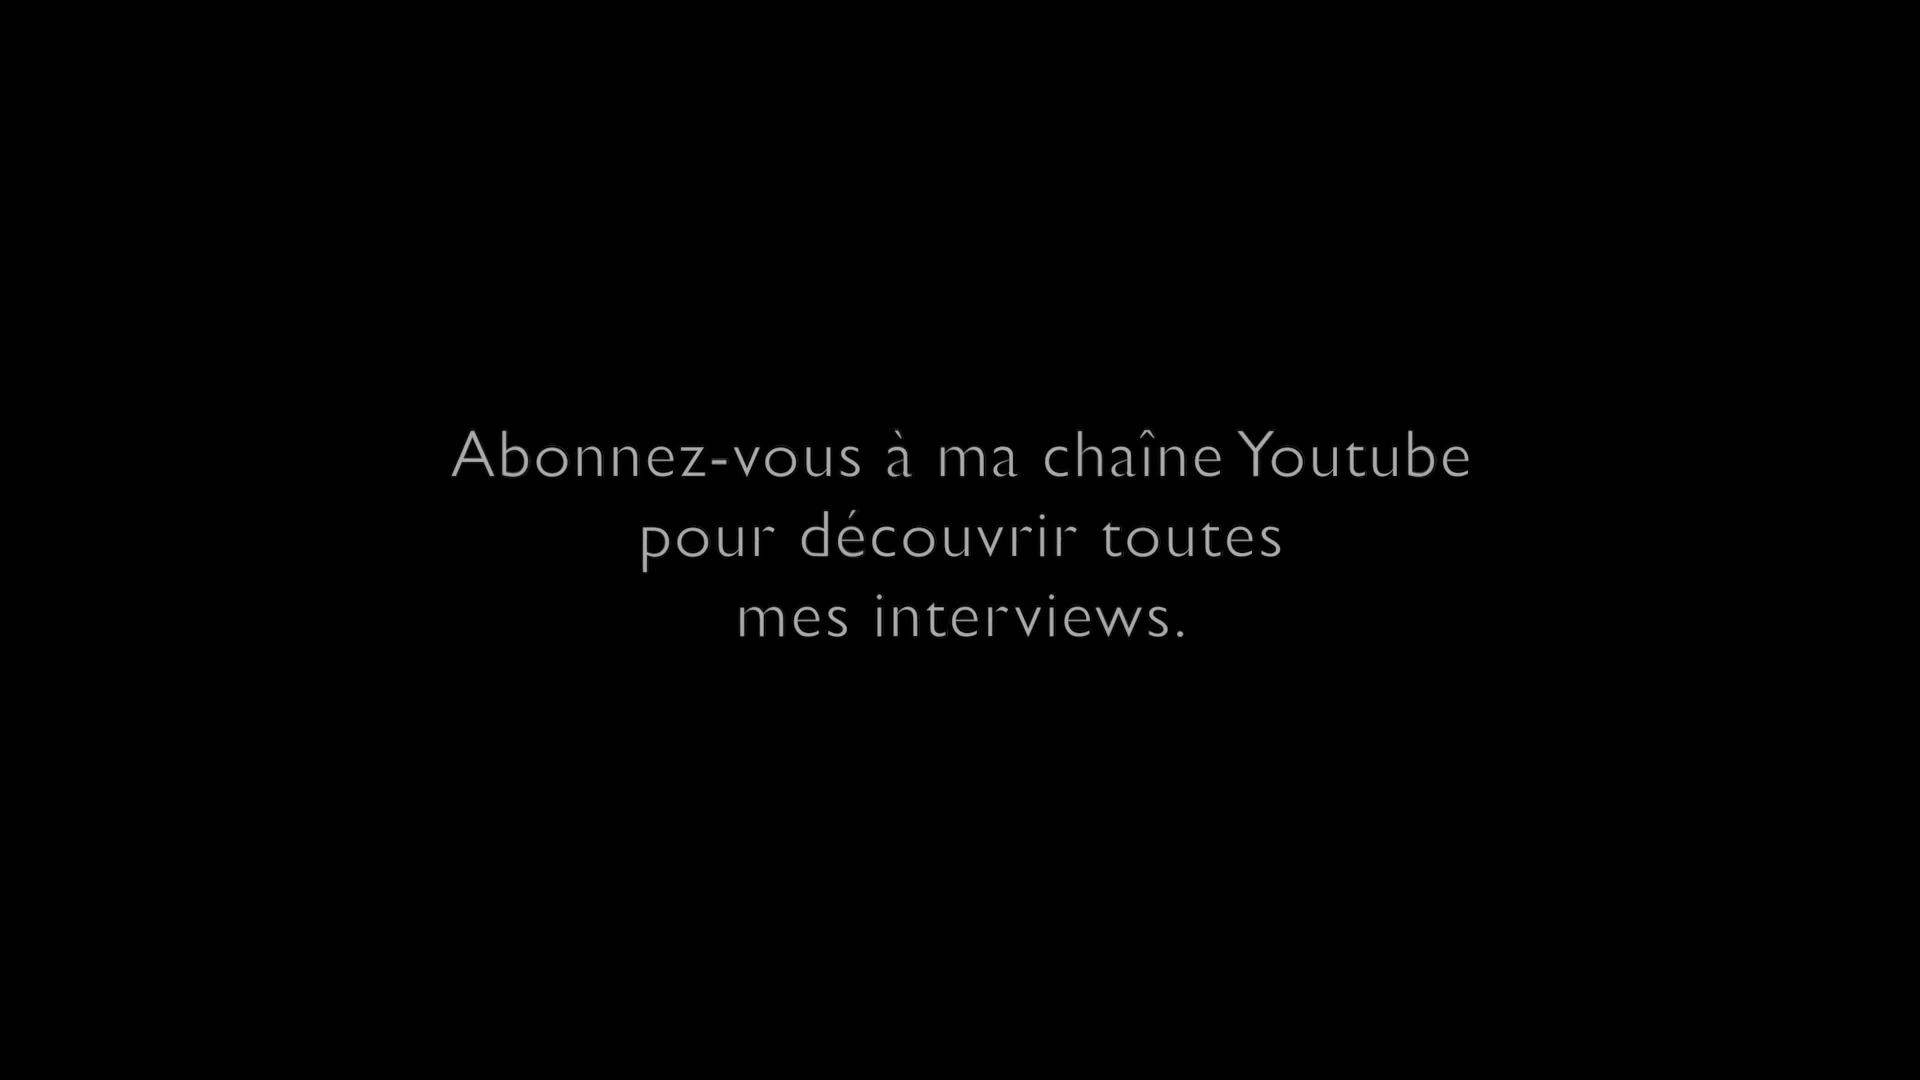 Abonnez-vous à ma chaîne Youtube
pour découvrir toutes
mes interviews.